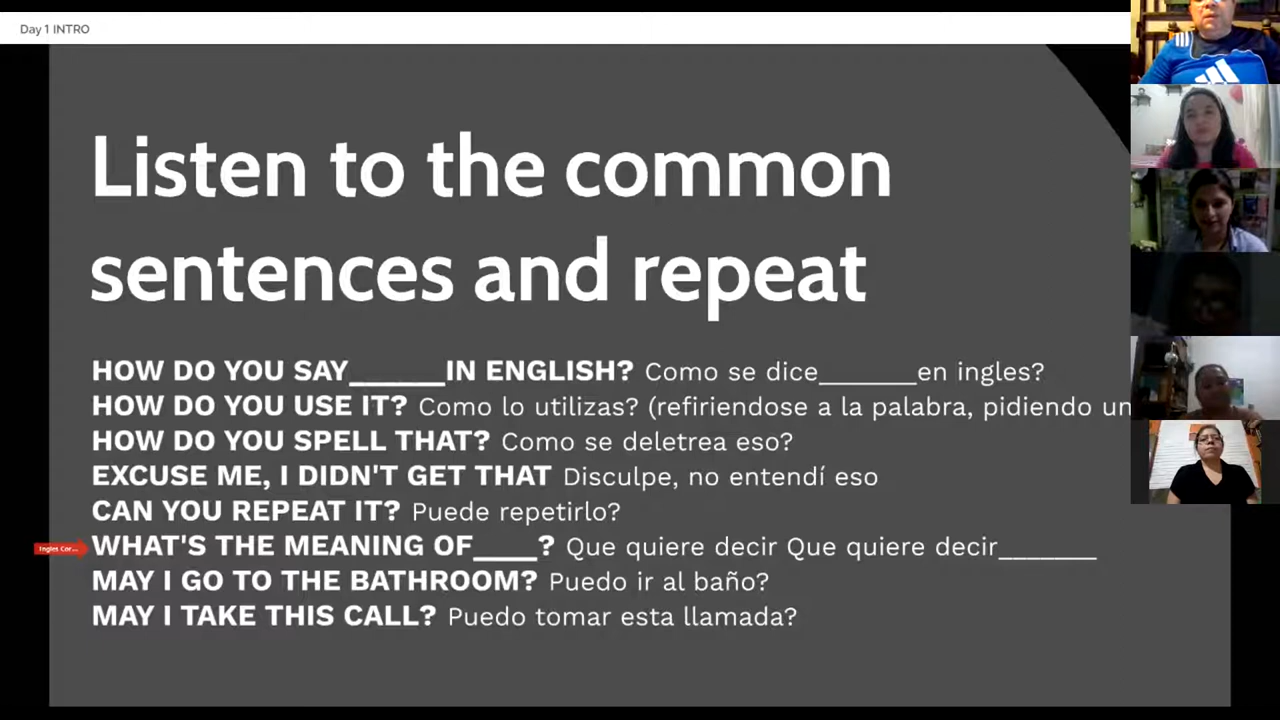 Day 1 INTRO
Listen to the common
sentences and repeat
HOW DO YOU SAY______IN ENGLISH? Como se dice_______en ingles?
HOW DO YOU USE IT? Como lo utilizas? (refiriendose a la palabra, pidiendo un
HOW DO YOU SPELL THAT? Como se deletrea eso?
EXCUSE ME, I DIDN'T GET THAT Disculpe, no entendí eso
CAN YOU REPEAT IT? Puede repetirlo?
Ingles Cor...
WHAT'S THE MEANING OF____? Que quiere decir Que quiere decir_______
MAY I GO TO THE BATHROOM? Puedo ir al baño?
MAY I TAKE THIS CALL? Puedo tomar esta llamada?